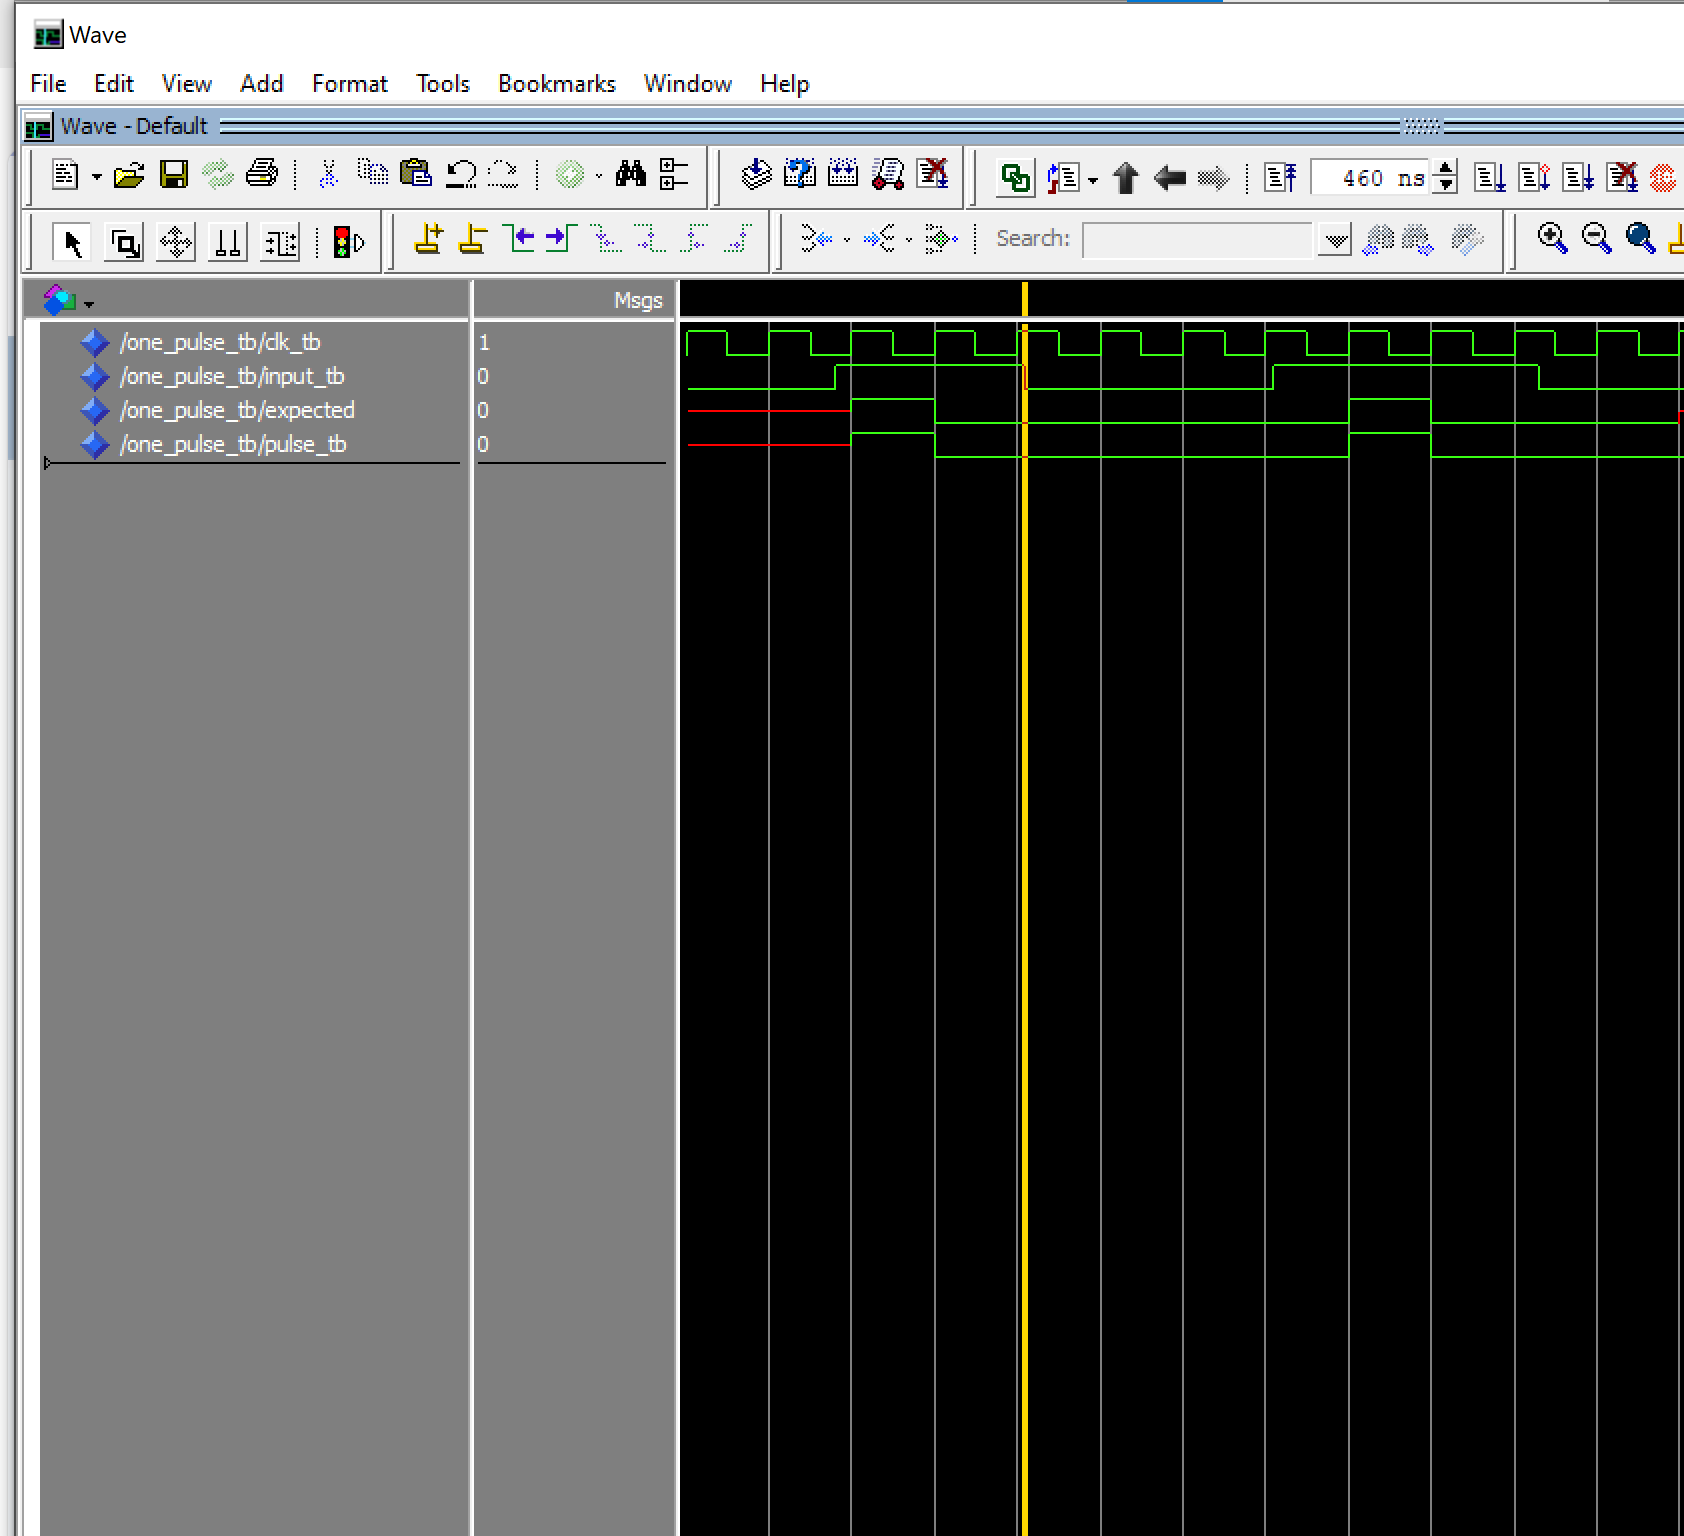 Wave
File Edit View Add Format Tools Bookmarks Window Help
Wave - Default
460 ns
Search:
Msgs
/one_pulse_tb/clk_tb 1
/one_pulse_tb/input_tb 0
/one_pulse_tb/expected 0
/one_pulse_tb/pulse_tb 0